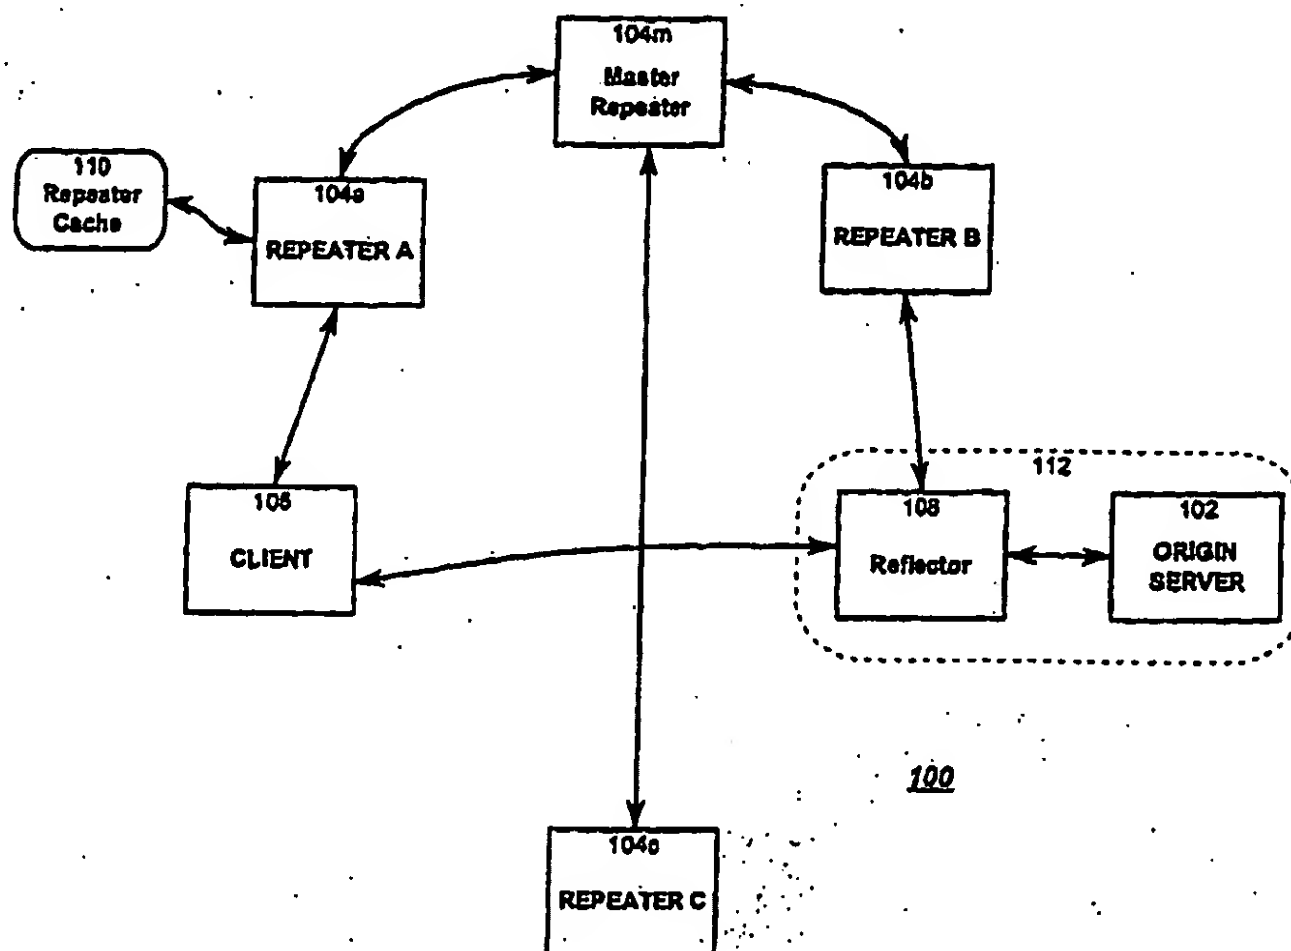 104m
Master
Repeater
110
Repeater
Cache
104a
REPEATER A
104b
REPEATER B
106
CLIENT
112
108
Reflector
102
ORIGIN
SERVER
100
104c
REPEATER C